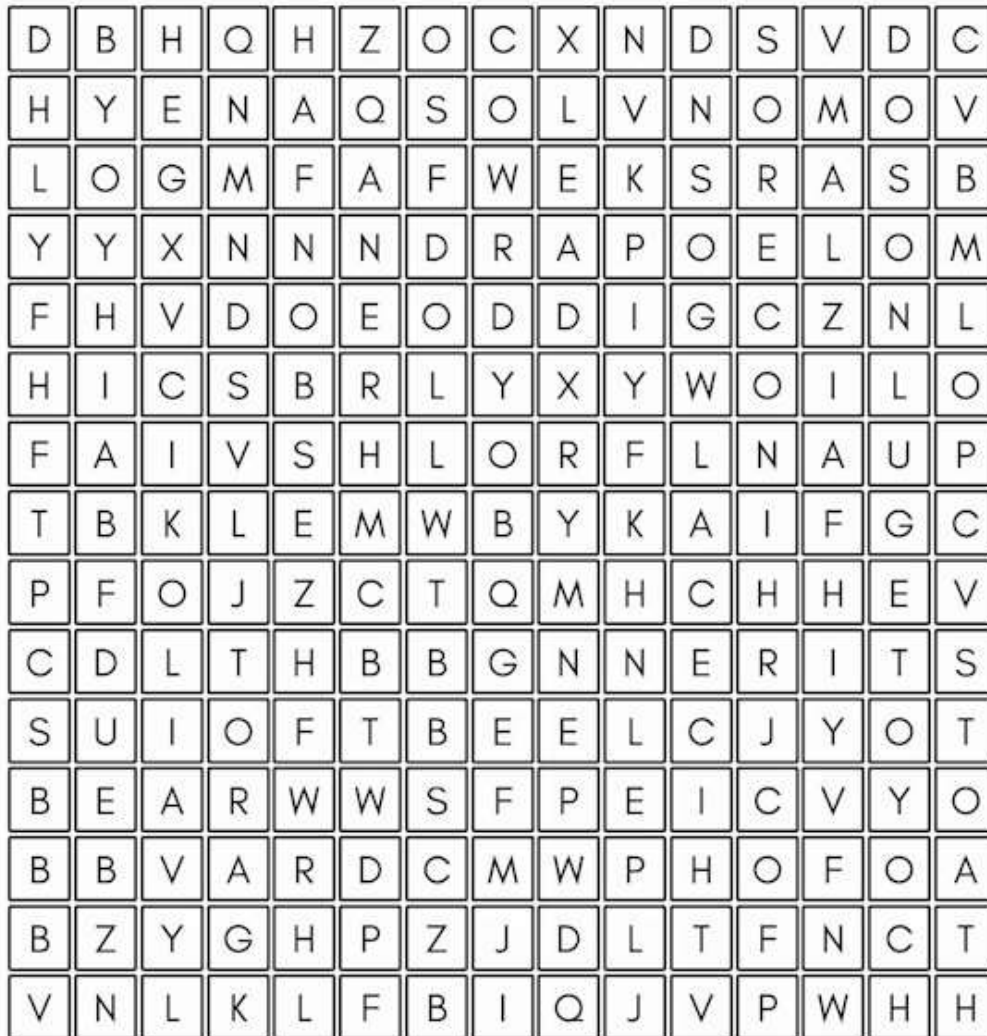 D B H Q H Z O C X N D S V D C
H Y E N A Q S O L V N O M O V
L O G M F A F W E K S R A S B
Y Y X N N N D R A P O E L O M
F H V D O E O D D I G C Z N L
H I C S B R L Y X Y W O I L O
F A I V S H L O R F L N A U P
T B K L E M W B Y K A I F G C
P F O J Z C T Q M H C H H E V
C D L T H B B G N N E R I T S
S U I O F T B E E L C J Y O T
B E A R W W S F P E I C V Y O
B B V A R D C M W P H O F O A
B Z Y G H P Z J D L T F N C T
V N L K L F B I Q J V P W H H